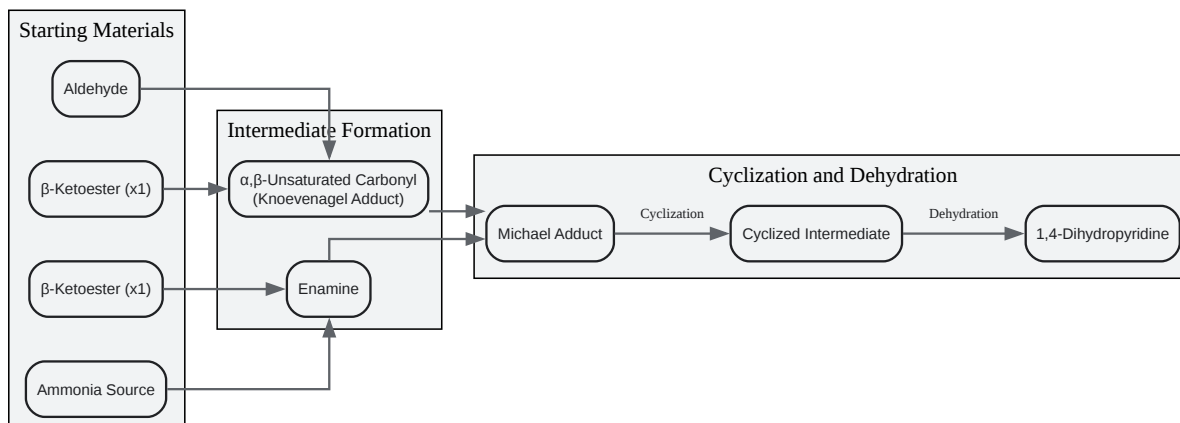 Starting Materials
Aldehyde
β-Ketoester (x1)
β-Ketoester (x1)
Ammonia Source
Intermediate Formation
α,β-Unsaturated Carbonyl
(Knoevenagel Adduct)
Enamine
Cyclization and Dehydration
Michael Adduct
Cyclization
Cyclized Intermediate
Dehydration
1,4-Dihydropyridine